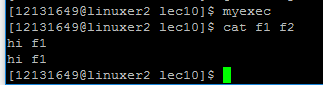 [12131649@linuxer2 lec10]$ myexec
[12131649@linuxer2 lec10]$ cat f1 f2
hi f1
hi f1
[12131649@linuxer2 lec10]$